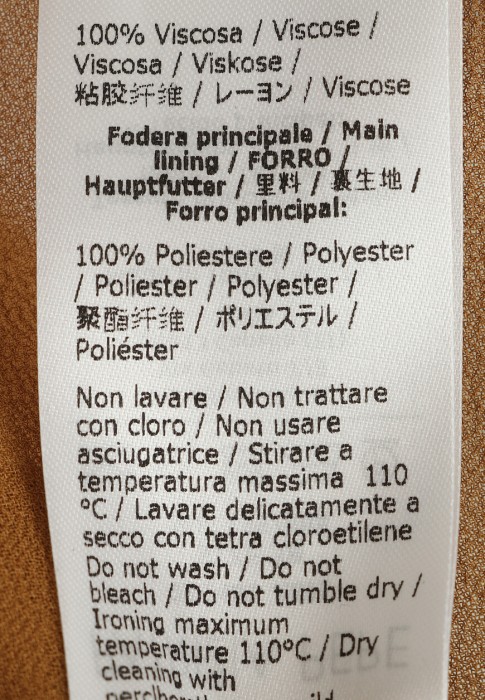 100% Viscosa / Viscose /
Viscosa / Viskose /
粘胶纤维 / レーヨン / Viscose
Fodera principale / Main
lining / FORRO /
Hauptfutter / 里料 / 裏生地 /
Forro principal:
100% Poliestere / Polyester
/ Poliester / Polyester /
聚酯纤维 / ポリエステル /
Poliéster
Non lavare / Non trattare
con cloro / Non usare
asciugatrice / Stirare a
temperatura massima 110
°C / Lavare delicatamente a
secco con tetra cloroetilene
Do not wash / Do not
bleach / Do not tumble dry /
Ironing maximum
temperature 110°C / Dry
cleaning with